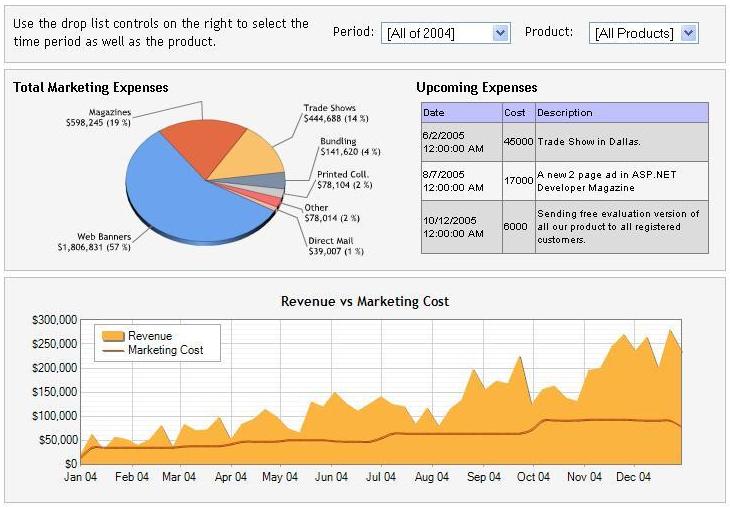 Use the drop list controls on the right to select the
time period as well as the product.
Period: [All of 2004]
Product: [All Products]
Total Marketing Expenses
Magazines
$598,245 (19 %)
Trade Shows
$444,688 (14 %)
Bundling
$141,620 (4 %)
Printed Coll.
$78,104 (2 %)
Other
$78,014 (2 %)
Direct Mail
$39,007 (1 %)
Web Banners
$1,806,831 (57 %)
Upcoming Expenses
Date Cost Description
6/2/2005
12:00:00 AM
45000
Trade Show in Dallas.
8/7/2005
12:00:00 AM
17000
A new 2 page ad in ASP.NET
Developer Magazine
10/12/2005
12:00:00 AM
6000
Sending free evaluation version of
all our product to all registered
customers.
Revenue vs Marketing Cost
Revenue
Marketing Cost
$300,000
$250,000
$200,000
$150,000
$100,000
$50,000
$0
Jan 04 Feb 04 Mar 04 Apr 04 May 04 Jun 04 Jul 04 Aug 04 Sep 04 Oct 04 Nov 04 Dec 04